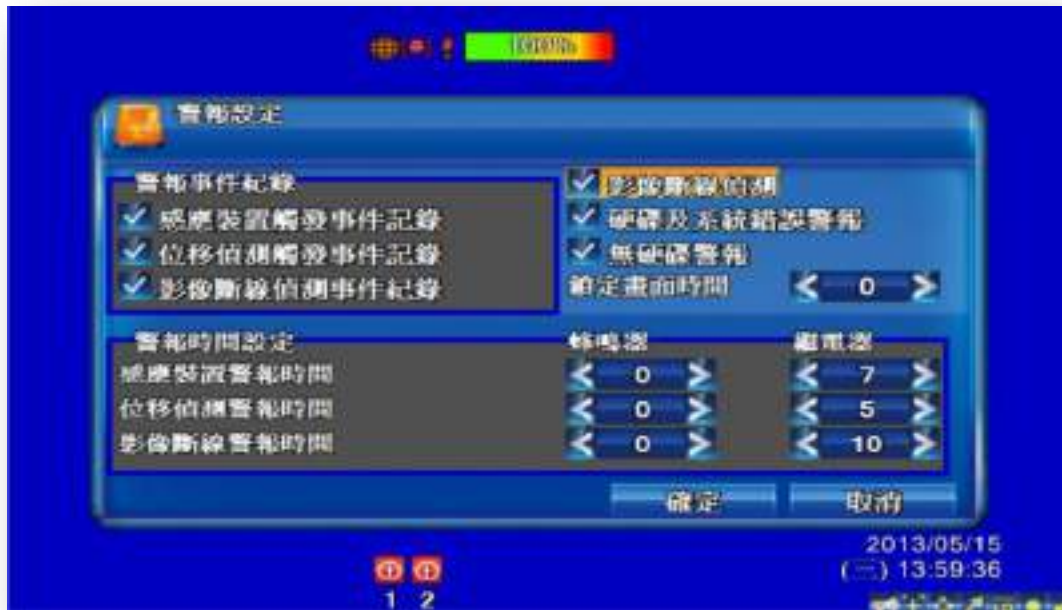 100%
警報設定
警報事件紀錄
感應裝置觸發事件記錄
位移偵測觸發事件記錄
影像斷線偵測事件紀錄
影像斷線偵測
硬碟及系統錯誤警報
無硬碟警報
鎖定畫面時間 0
警報時間設定 蜂鳴器 繼電器
感應裝置警報時間 0 7
位移偵測警報時間 0 5
影像斷線警報時間 0 10
確定 取消
2013/05/15
13:59:36
1 2